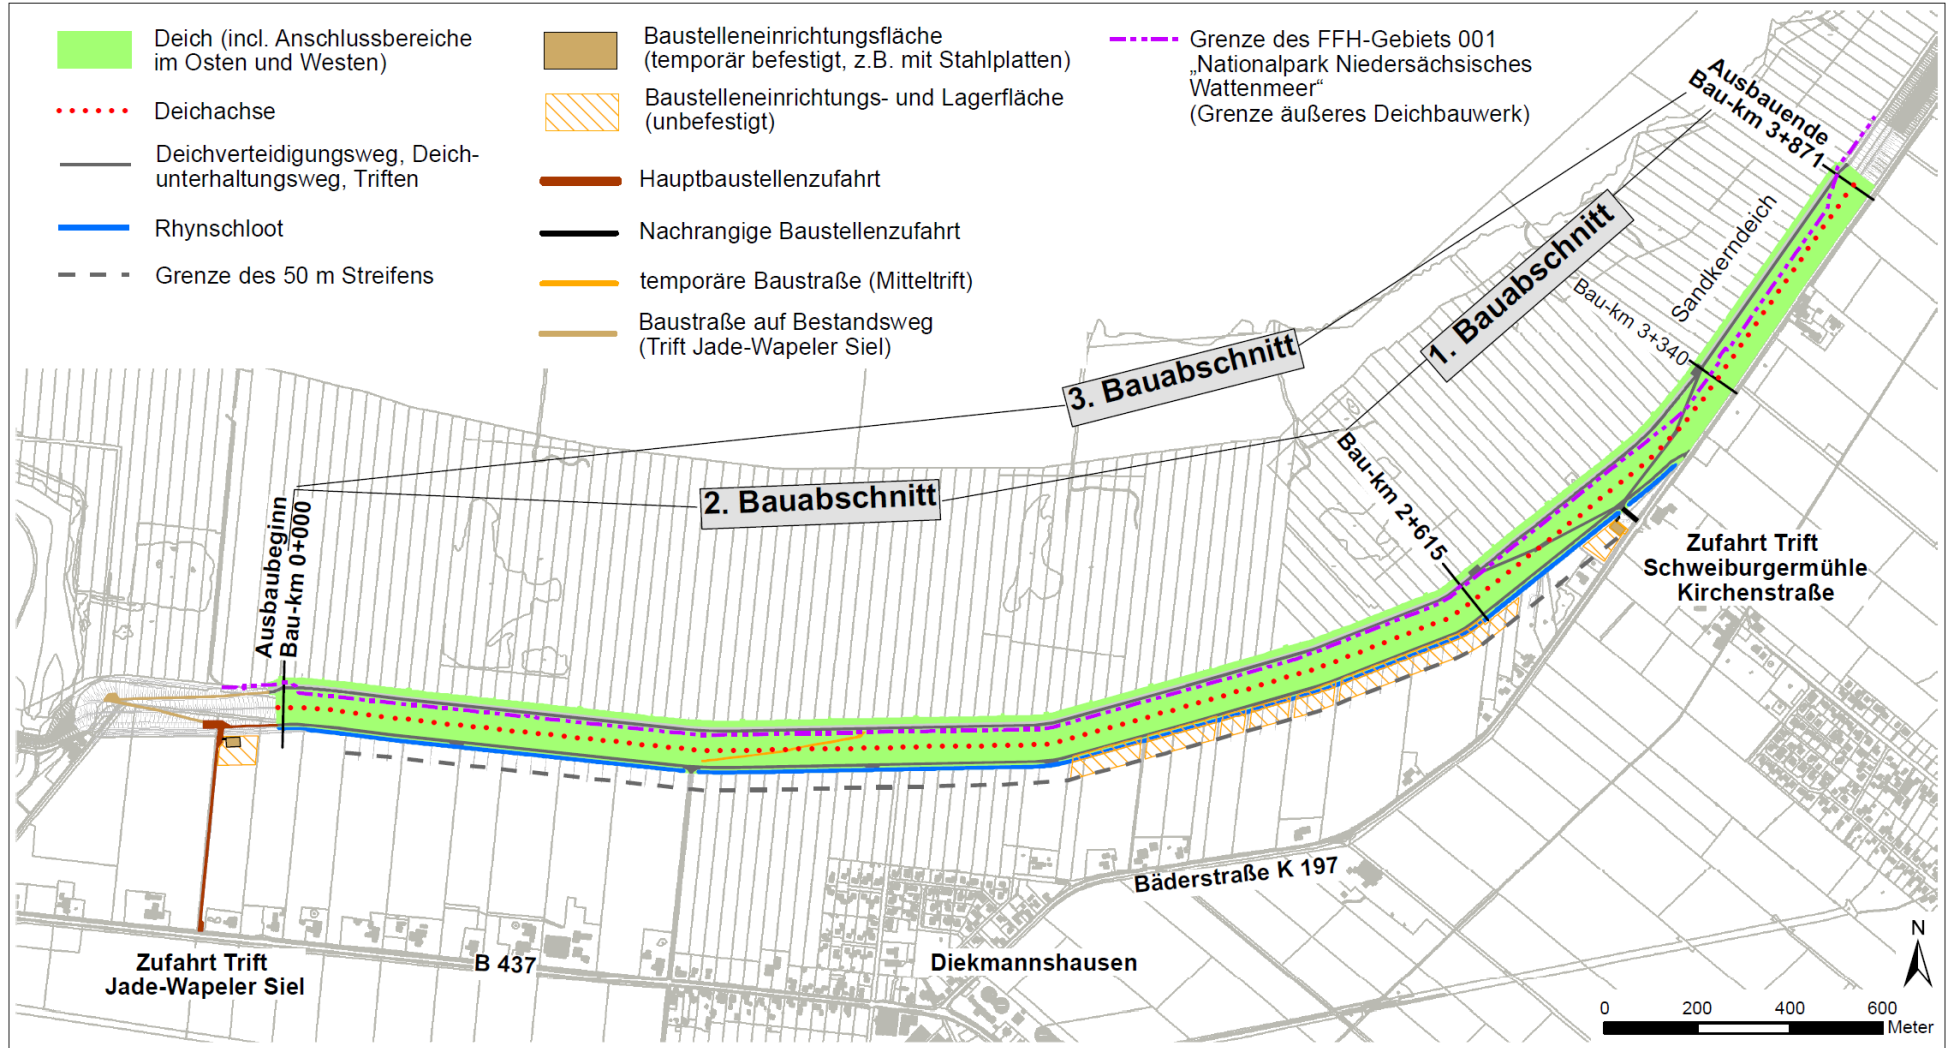 Deich (incl. Anschlussbereiche
im Osten und Westen)
Deichachse
Deichverteidigungsweg, Deich-
unterhaltungsweg, Triften
Rhynschloot
Grenze des 50 m Streifens
Baustelleneinrichtungsfläche
(temporär befestigt, z.B. mit Stahlplatten)
Baustelleneinrichtungs- und Lagerfläche
(unbefestigt)
Hauptbaustellenzufahrt
Nachrangige Baustellenzufahrt
temporäre Baustraße (Mitteltrift)
Baustraße auf Bestandsweg
(Trift Jade-Wapeler Siel)
Grenze des FFH-Gebiets 001
„Nationalpark Niedersächsisches
Wattenmeer“
(Grenze äußeres Deichbauwerk)
Ausbauende
Bau-km 3+871
Sandkerndeich
Bau-km 3+340
1. Bauabschnitt
3. Bauabschnitt
2. Bauabschnitt
Bau-km 2+615
Ausbaubeginn
Bau-km 0+000
Zufahrt Trift
Schweiburgermühle
Kirchenstraße
Bäderstraße K 197
Zufahrt Trift
Jade-Wapeler Siel
B 437
Diekmannshausen
N
0 200 400 600
Meter